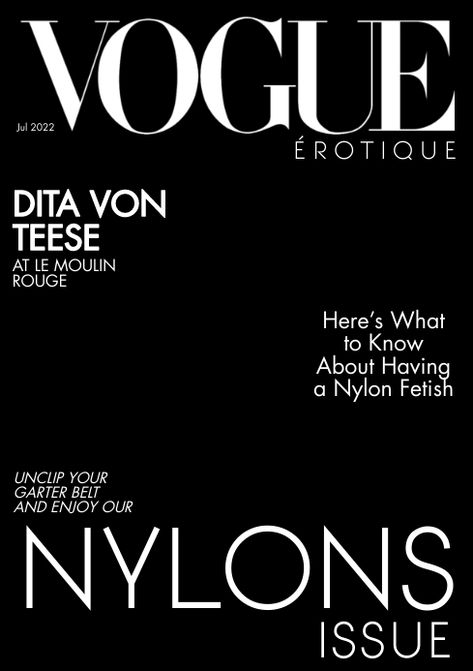 VOGUE
Jul 2022
ÉROTIQUE
DITA VON
TEESE
AT LE MOULIN
ROUGE
Here's What
to Know
About Having
a Nylon Fetish
UNCLIP YOUR
GARTER BELT
AND ENJOY OUR
NYLONS
ISSUE